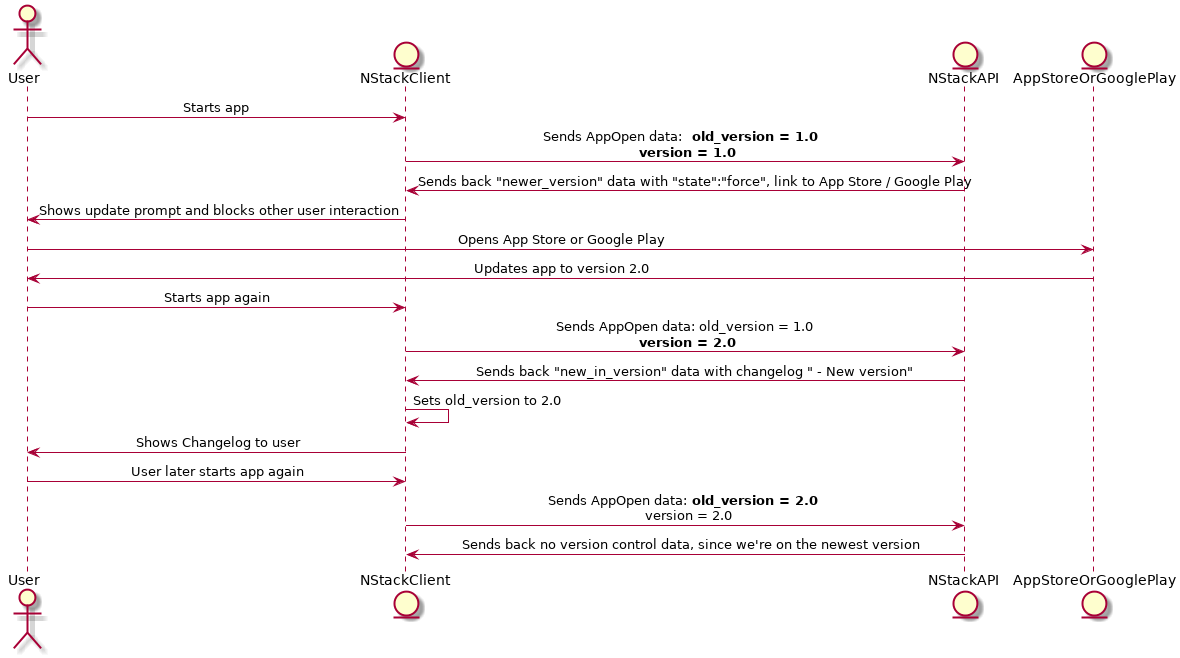 User
NStackClient
NStackAPI
AppStoreOrGooglePlay
Starts app
Sends AppOpen data:  old_version = 1.0
version = 1.0
Sends back "newer_version" data with "state":"force", link to App Store / Google Play
Shows update prompt and blocks other user interaction
Opens App Store or Google Play
Updates app to version 2.0
Starts app again
Sends AppOpen data: old_version = 1.0
version = 2.0
Sends back "new_in_version" data with changelog " - New version"
Sets old_version to 2.0
Shows Changelog to user
User later starts app again
Sends AppOpen data: old_version = 2.0
version = 2.0
Sends back no version control data, since we're on the newest version
User
NStackClient
NStackAPI
AppStoreOrGooglePlay